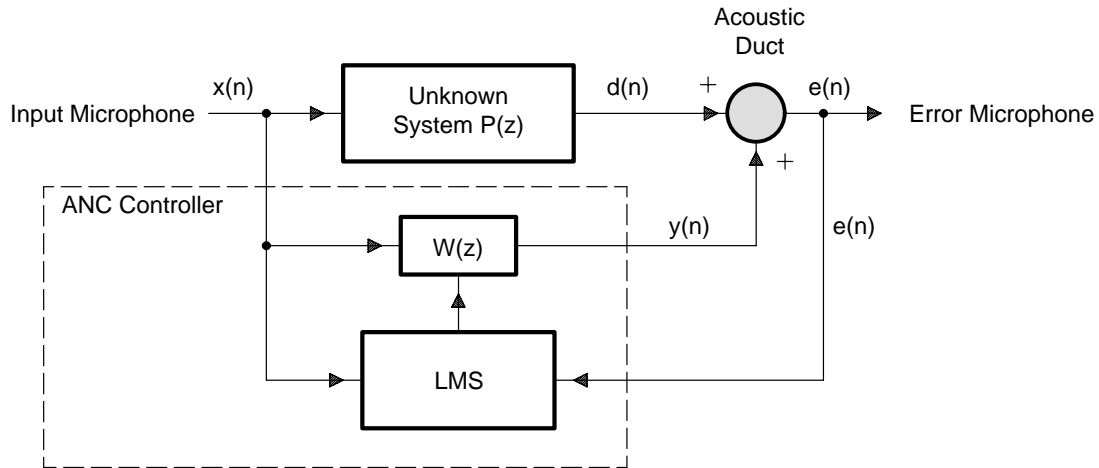 Acoustic
Duct
x(n)
Unknown
System P(z)
d(n)
+
e(n)
Input Microphone
Error Microphone
+
ANC Controller
W(z)
y(n)
e(n)
LMS